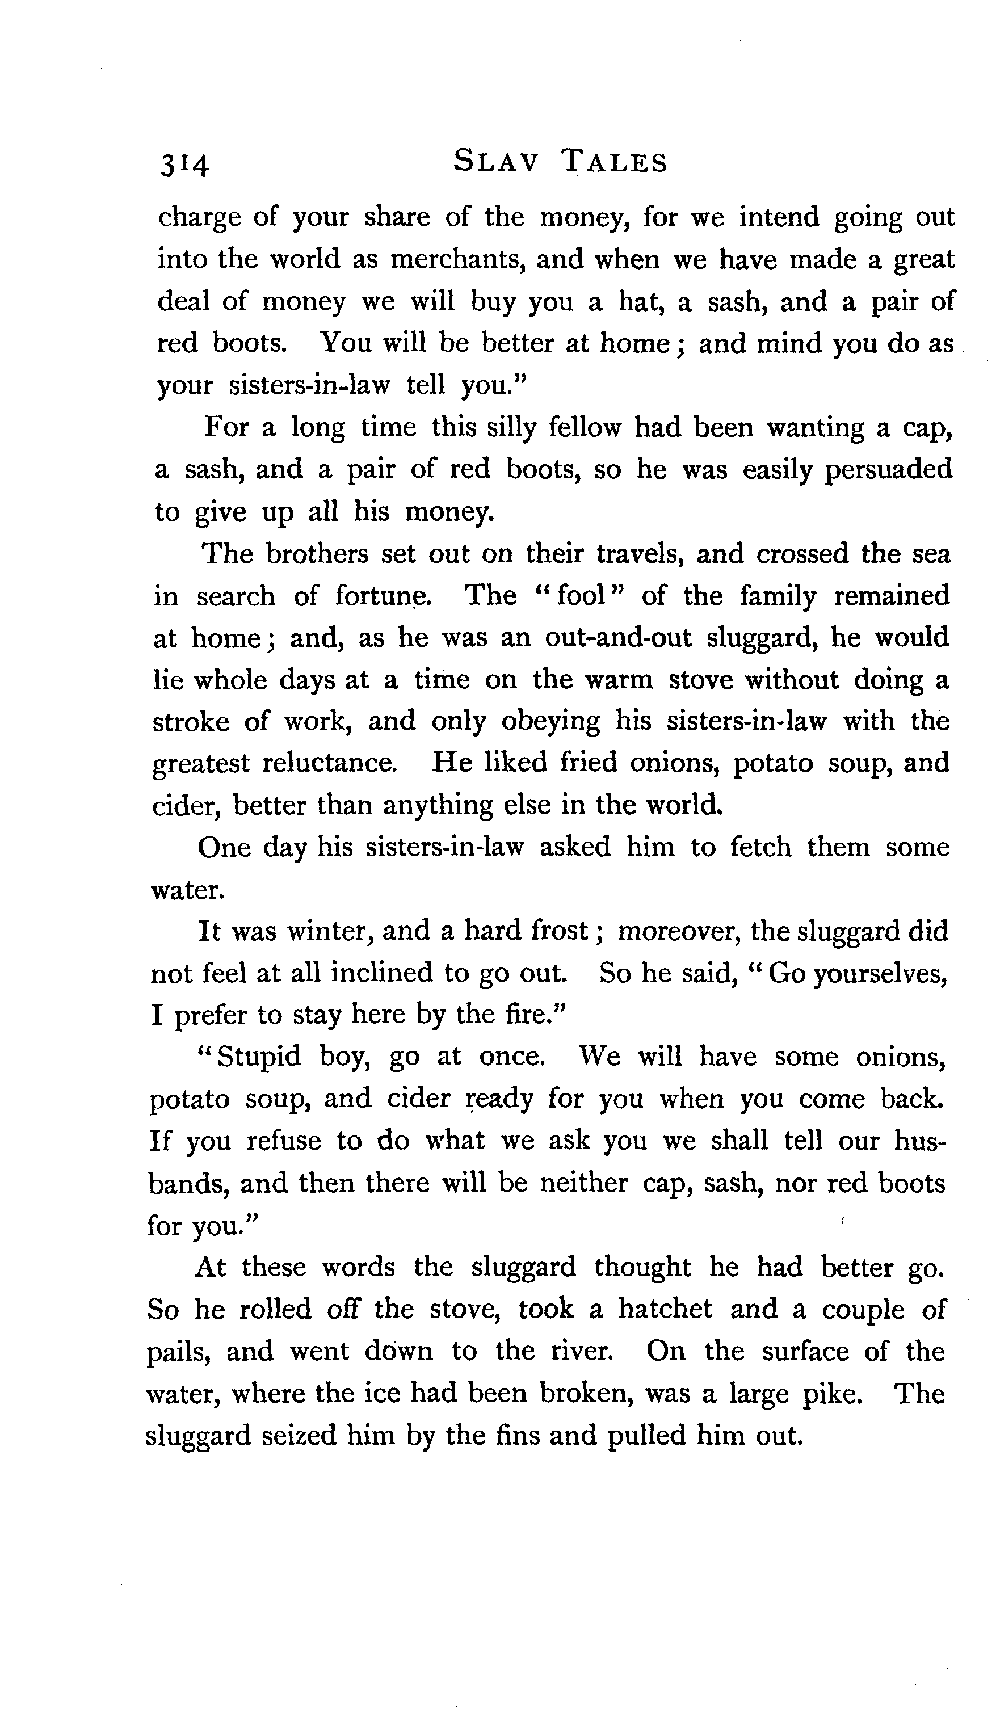 314 SLAV TALES
charge of your share of the money, for we intend going out
into the world as merchants, and when we have made a great
deal of money we will buy you a hat, a sash, and a pair of
red boots. You will be better at home; and mind you do as
your sisters-in-law tell you."
For a long time this silly fellow had been wanting a cap,
a sash, and a pair of red boots, so he was easily persuaded
to give up all his money.
The brothers set out on their travels, and crossed the sea
in search of fortune. The "fool" of the family remained
at home; and, as he was an out-and-out sluggard, he would
lie whole days at a time on the warm stove without doing a
stroke of work, and only obeying his sisters-in-law with the
greatest reluctance. He liked fried onions, potato soup, and
cider, better than anything else in the world.
One day his sisters-in-law asked him to fetch them some
water.
It was winter, and a hard frost; moreover, the sluggard did
not feel at all inclined to go out. So he said, "Go yourselves,
I prefer to stay here by the fire."
"Stupid boy, go at once. We will have some onions,
potato soup, and cider ready for you when you come back.
If you refuse to do what we ask you we shall tell our hus-
bands, and then there will be neither cap, sash, nor red boots
for you."
At these words the sluggard thought he had better go.
So he rolled off the stove, took a hatchet and a couple of
pails, and went down to the river. On the surface of the
water, where the ice had been broken, was a large pike. The
sluggard seized him by the fins and pulled him out.